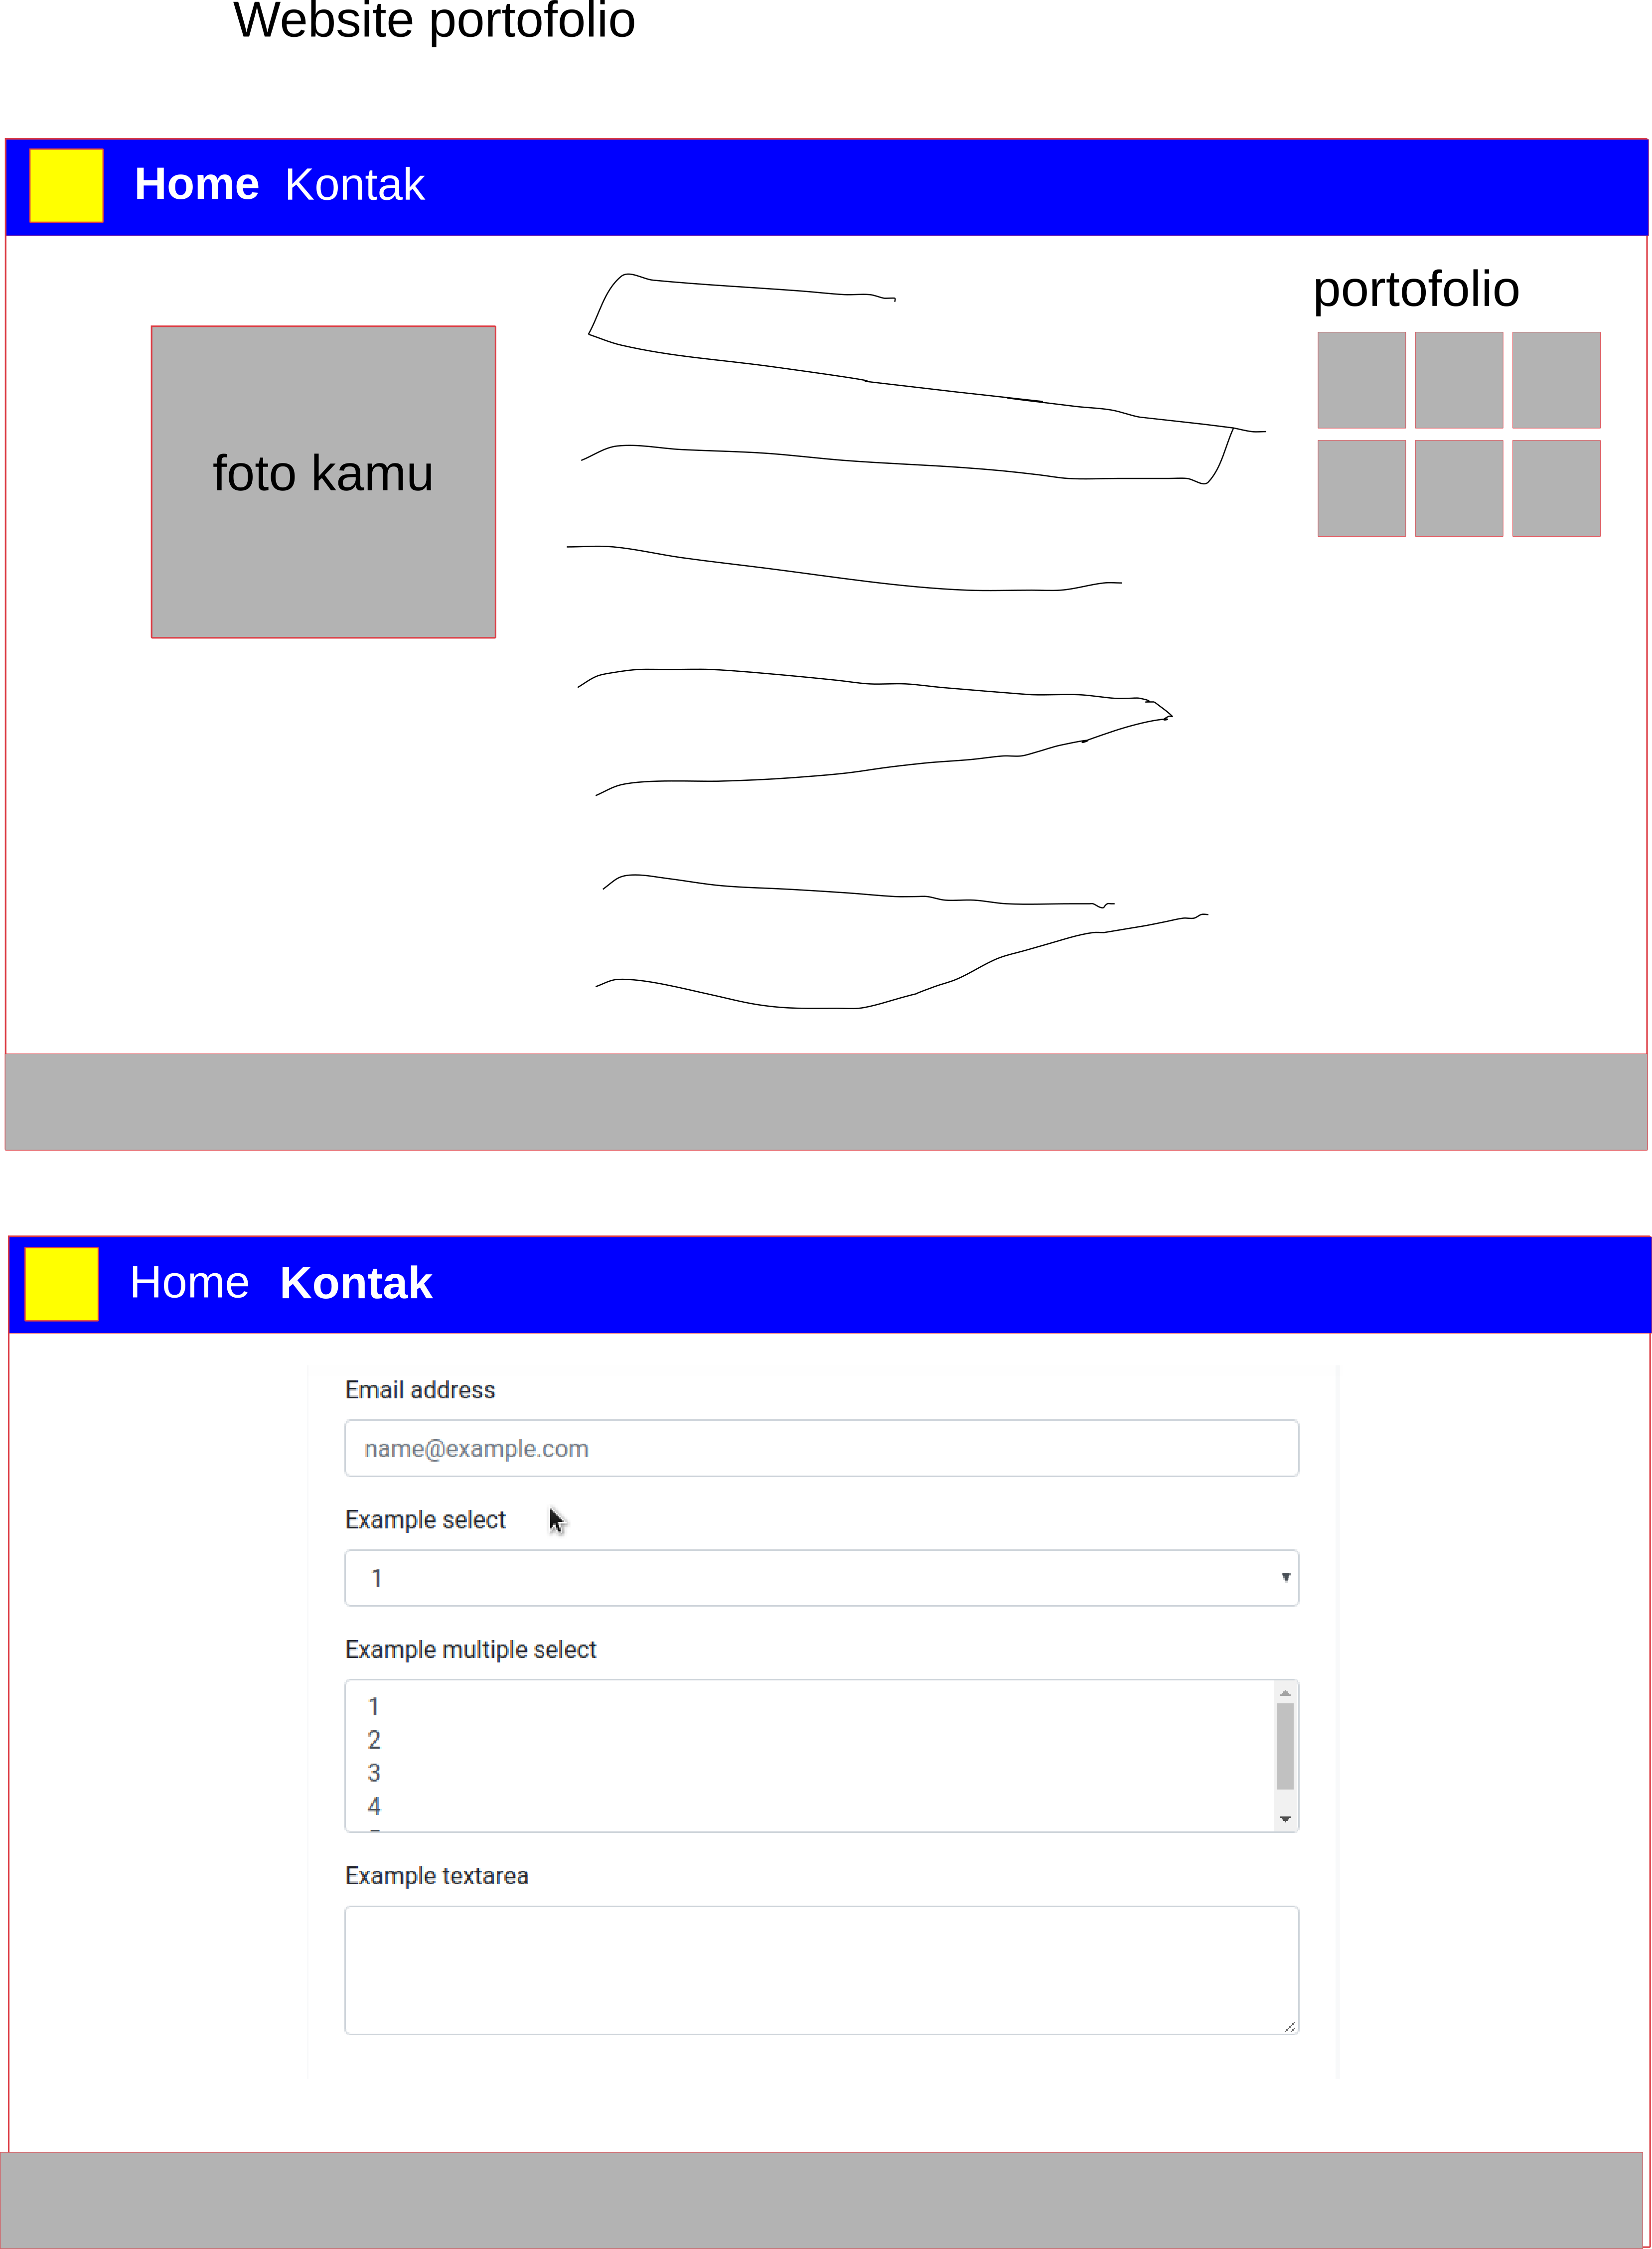 Website portofolio
Home Kontak
portofolio
foto kamu
Home Kontak
Email address
name@example.com
Example select
1
Example multiple select
1
2
3
4
Example textarea